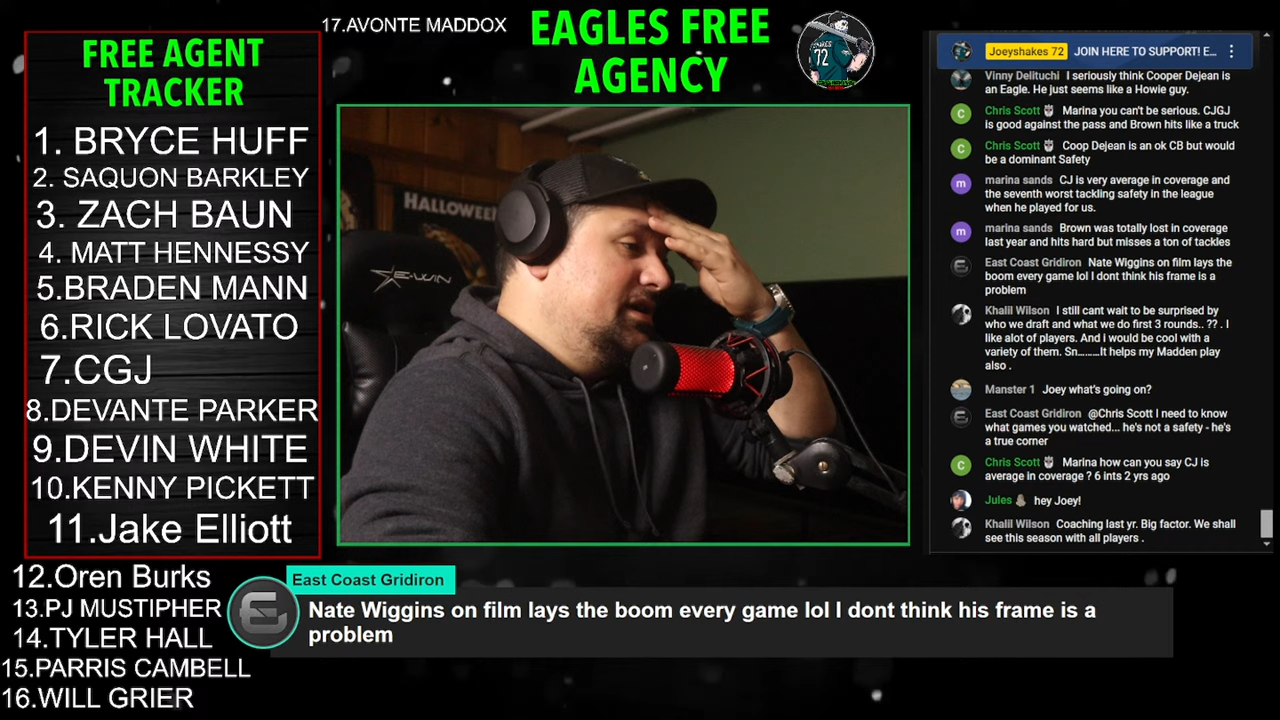 17.AVONTE MADDOX
EAGLES FREE
AGENCY
FREE AGENT
TRACKER
1. BRYCE HUFF
2. SAQUON BARKLEY
3. ZACH BAUN
4. MATT HENNESSY
5.BRADEN MANN
6.RICK LOVATO
7.CGJ
8.DEVANTE PARKER
9.DEVIN WHITE
10.KENNY PICKETT
11.Jake Elliott
12.Oren Burks
13.PJ MUSTIPHER
14.TYLER HALL
15.PARRIS CAMBELL
16.WILL GRIER
72
HALLOWEEN
E-WIN
Joeyshakes 72 JOIN HERE TO SUPPORT! E...
Vinny Delituchi I seriously think Cooper Dejean is
an Eagle. He just seems like a Howie guy.
C Chris Scott Marina you can't be serious. CJGJ
is good against the pass and Brown hits like a truck
C Chris Scott Coop Dejean is an ok CB but would
be a dominant Safety
m marina sands CJ is very average in coverage and
the seventh worst tackling safety in the league
when he played for us.
m marina sands Brown was totally lost in coverage
last year and hits hard but misses a ton of tackles
East Coast Gridiron Nate Wiggins on film lays the
boom every game lol I dont think his frame is a
problem
Khalil Wilson I still cant wait to be surprised by
who we draft and what we do first 3 rounds.. ?? . I
like alot of players. And i would be cool with a
variety of them. Sn.........It helps my Madden play
also .
Manster 1 Joey what's going on?
East Coast Gridiron @Chris Scott I need to know
what games you watched... he's not a safety - he's
a true corner
C Chris Scott Marina how can you say CJ is
average in coverage ? 6 ints 2 yrs ago
Jules hey Joey!
Khalil Wilson Coaching last yr. Big factor. We shall
see this season with all players .
East Coast Gridiron
Nate Wiggins on film lays the boom every game lol I dont think his frame is a
problem